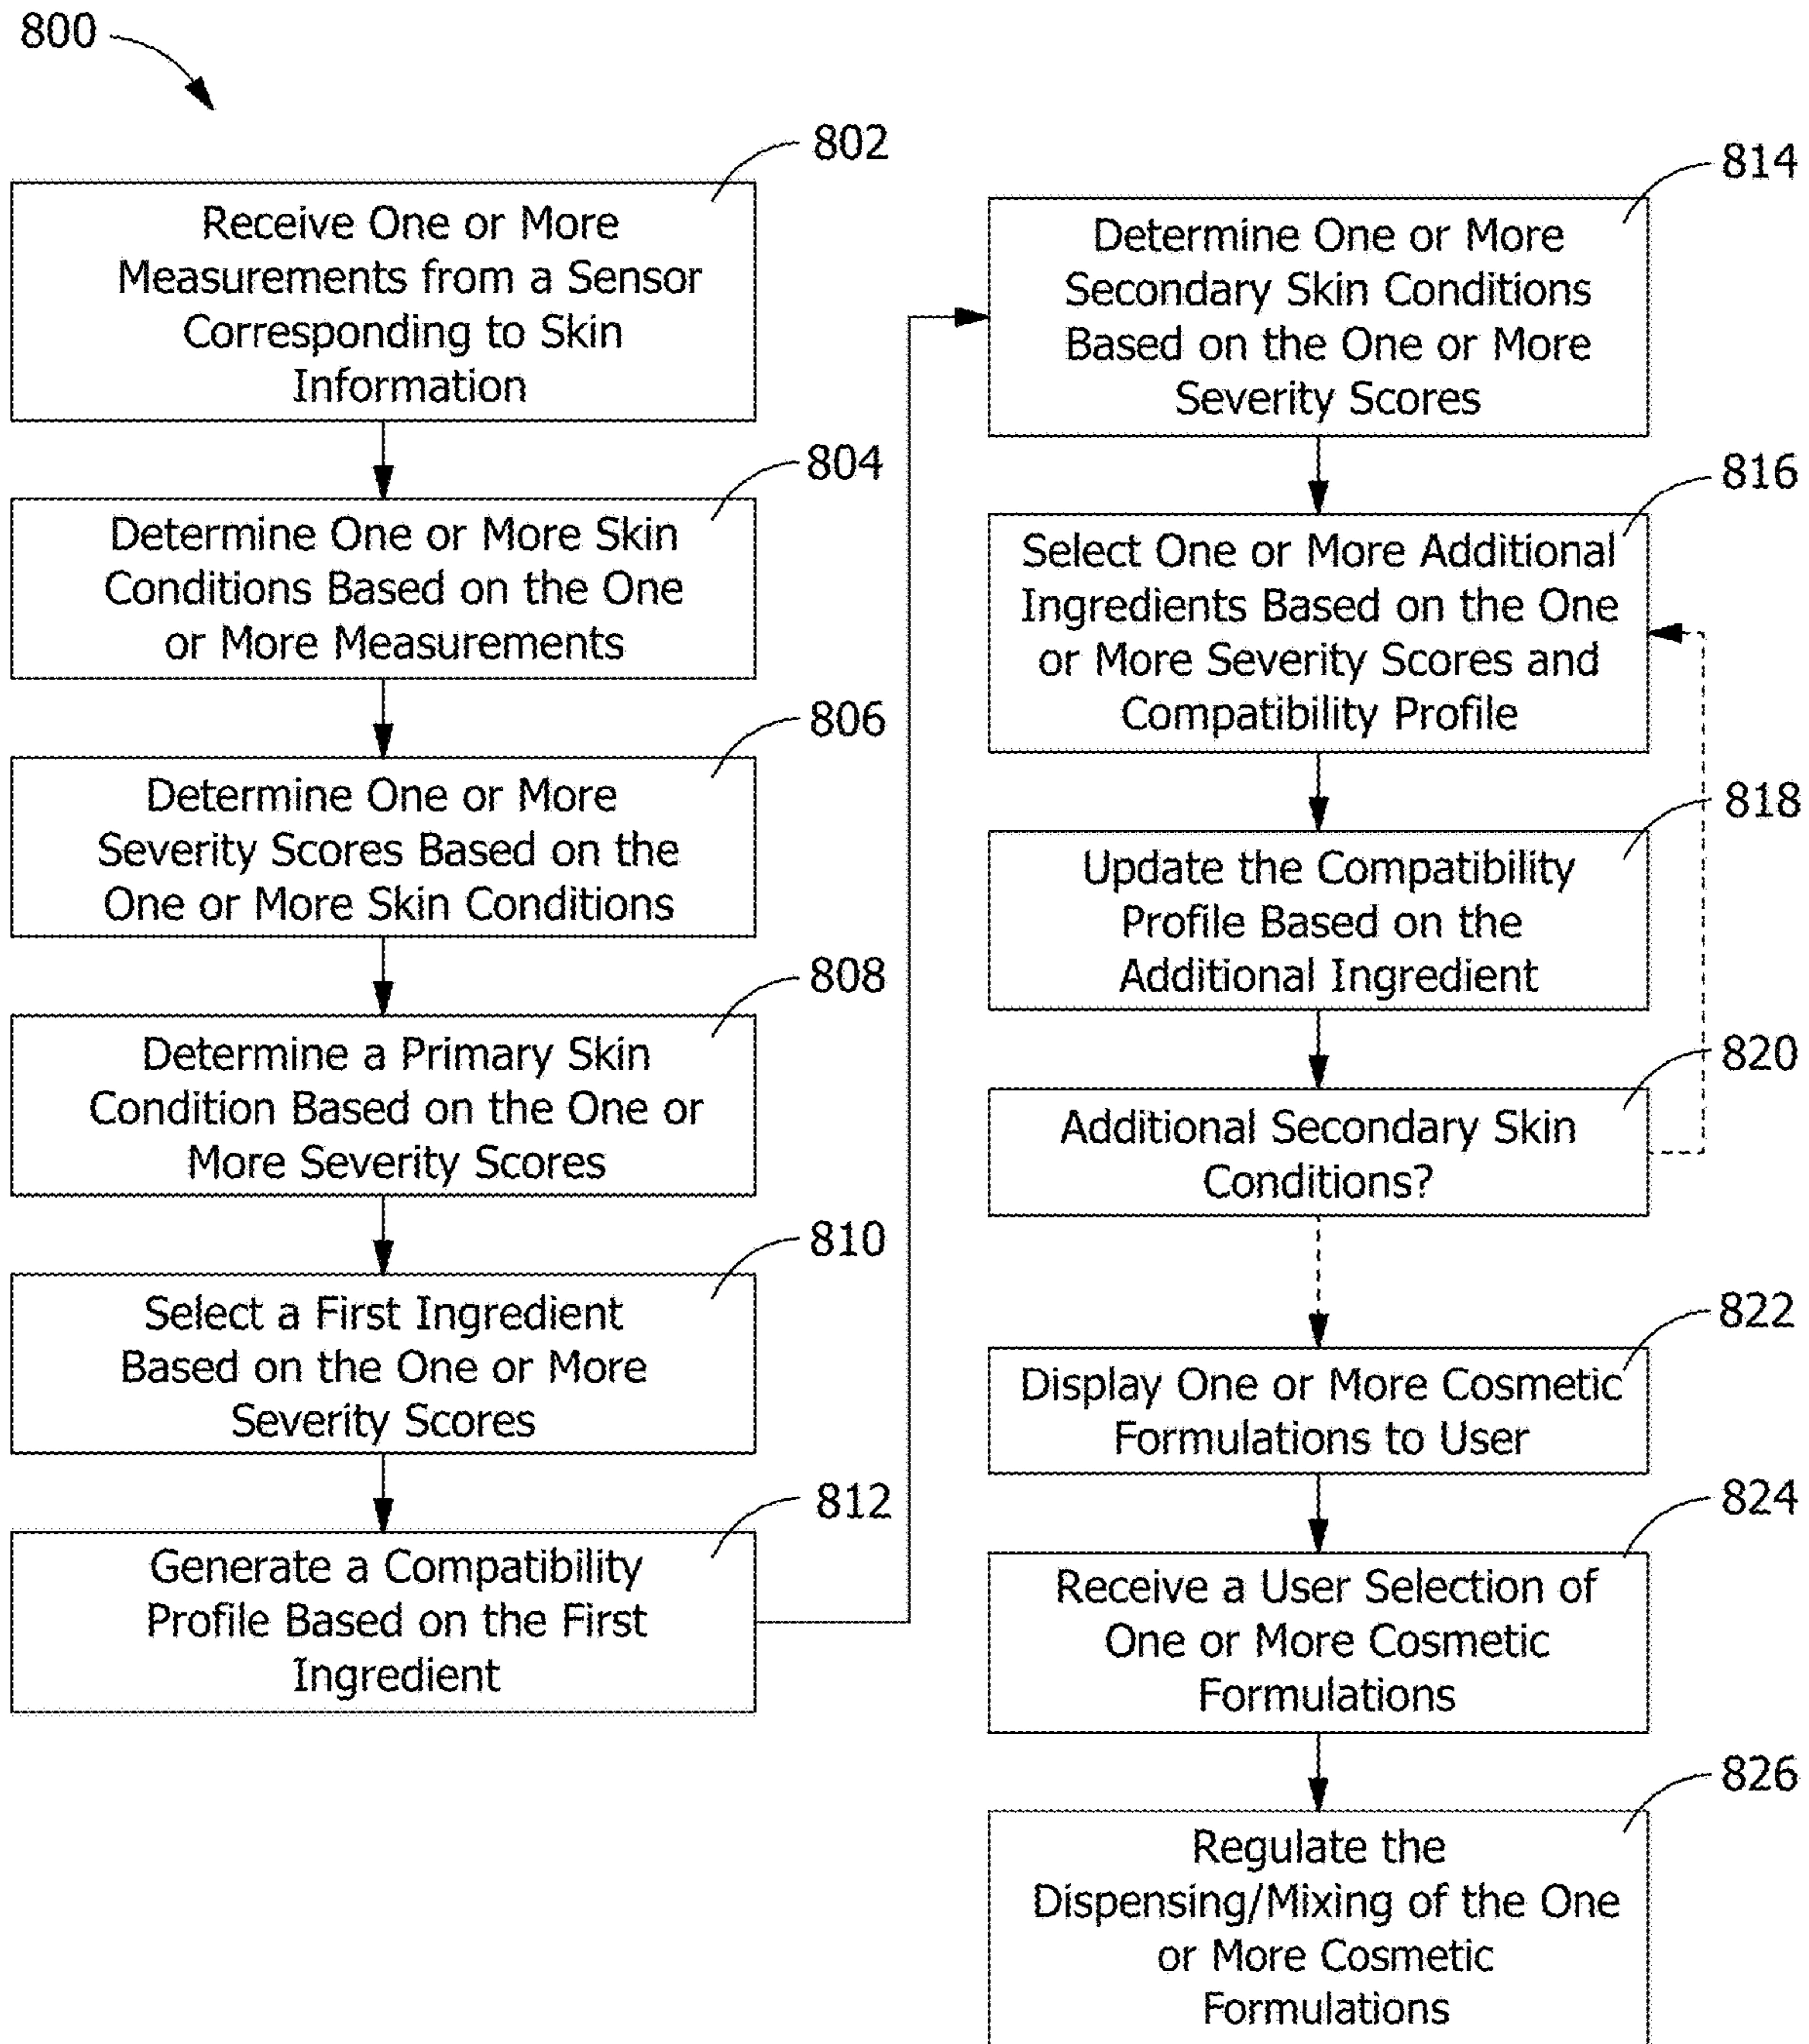 800
802
Receive One or More
Measurements from a Sensor
Corresponding to Skin
Information
804
Determine One or More Skin
Conditions Based on the One
or More Measurements
806
Determine One or More
Severity Scores Based on the
One or More Skin Conditions
808
Determine a Primary Skin
Condition Based on the One or
More Severity Scores
810
Select a First Ingredient
Based on the One or More
Severity Scores
812
Generate a Compatibility
Profile Based on the First
Ingredient
814
Determine One or More
Secondary Skin Conditions
Based on the One or More
Severity Scores
816
Select One or More Additional
Ingredients Based on the One
or More Severity Scores and
Compatibility Profile
818
Update the Compatibility
Profile Based on the
Additional Ingredient
820
Additional Secondary Skin
Conditions?
822
Display One or More Cosmetic
Formulations to User
824
Receive a User Selection of
One or More Cosmetic
Formulations
826
Regulate the
Dispensing/Mixing of the One
or More Cosmetic
Formulations